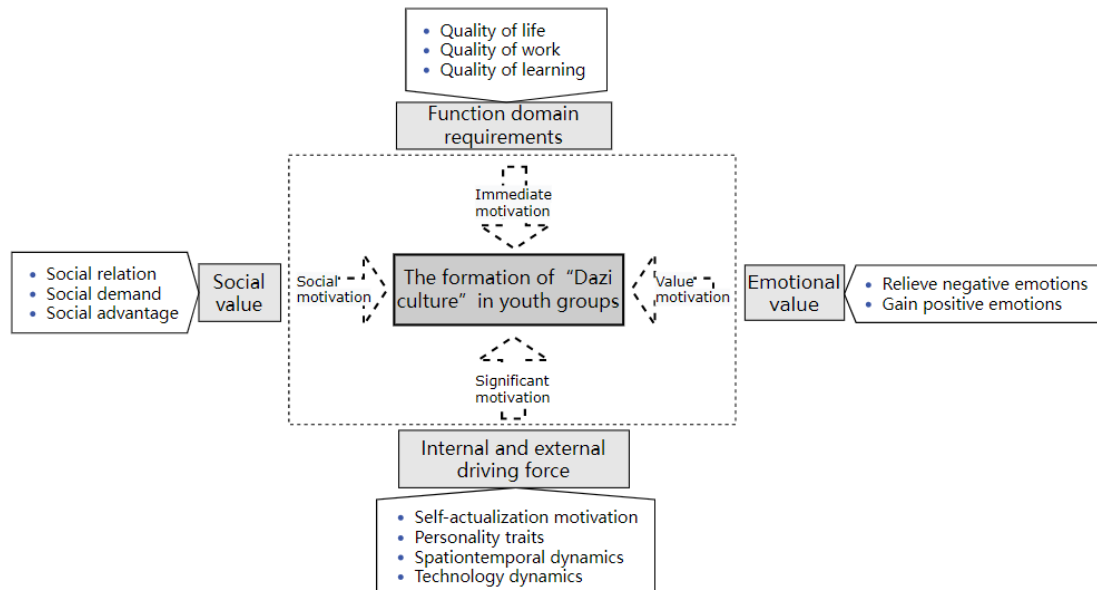 • Quality of life
• Quality of work
• Quality of learning
Function domain
requirements
Immediate
motivation
• Social relation
• Social demand
• Social advantage
Social
value
Social
motivation
The formation of “Dazi
culture” in youth groups
Value
motivation
Emotional
value
• Relieve negative emotions
• Gain positive emotions
Significant
motivation
Internal and external
driving force
• Self-actualization motivation
• Personality traits
• Spationtemporal dynamics
• Technology dynamics